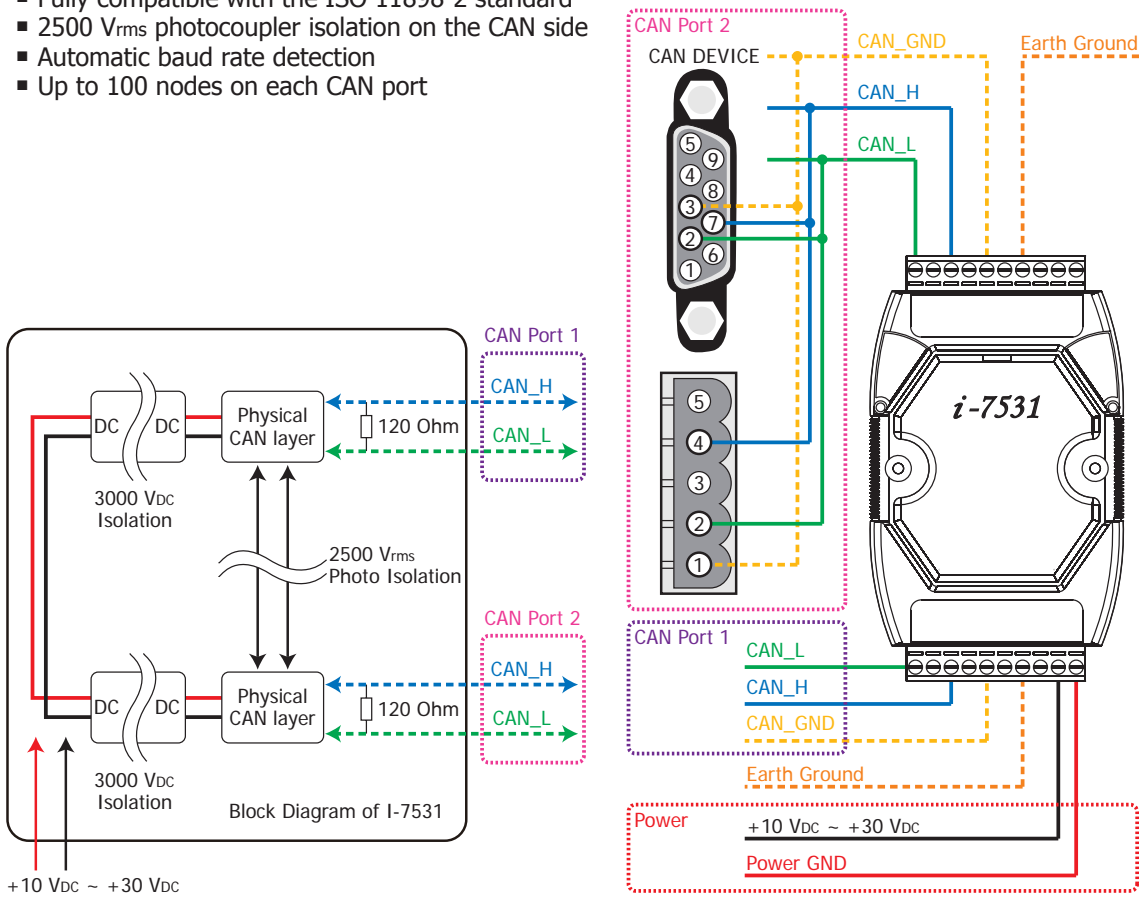 ▪ Fully compatible with the ISO 11898-2 standard
▪ 2500 Vrms photocoupler isolation on the CAN side
▪ Automatic baud rate detection
▪ Up to 100 nodes on each CAN port
CAN Port 1
CAN_H
CAN_L
DC
DC
Physical
CAN layer
120 Ohm
3000 VDC
Isolation
2500 Vrms
Photo Isolation
CAN Port 2
CAN_H
CAN_L
DC
DC
Physical
CAN layer
120 Ohm
3000 VDC
Isolation
Block Diagram of I-7531
+10 VDC ~ +30 VDC
CAN Port 2
CAN DEVICE
CAN_GND
Earth Ground
CAN_H
CAN_L
5
9
4
8
3
7
2
6
1
5
4
3
2
1
i-7531
CAN Port 1
CAN_L
CAN_H
CAN_GND
Earth Ground
Power
+10 VDC ~ +30 VDC
Power GND